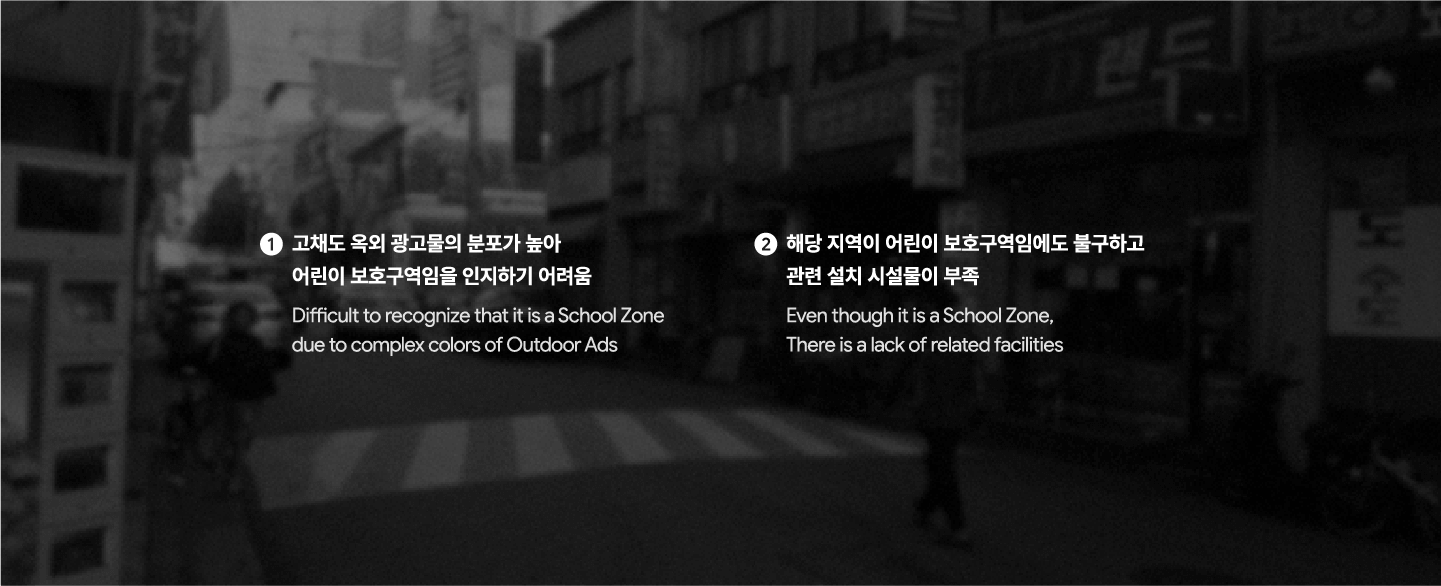 1 고채도 옥외 광고물의 분포가 높아
어린이 보호구역임을 인지하기 어려움
Difficult to recognize that it is a School Zone
due to complex colors of Outdoor Ads
2 해당 지역이 어린이 보호구역임에도 불구하고
관련 설치 시설물이 부족
Even though it is a School Zone,
There is a lack of related facilities
랜드